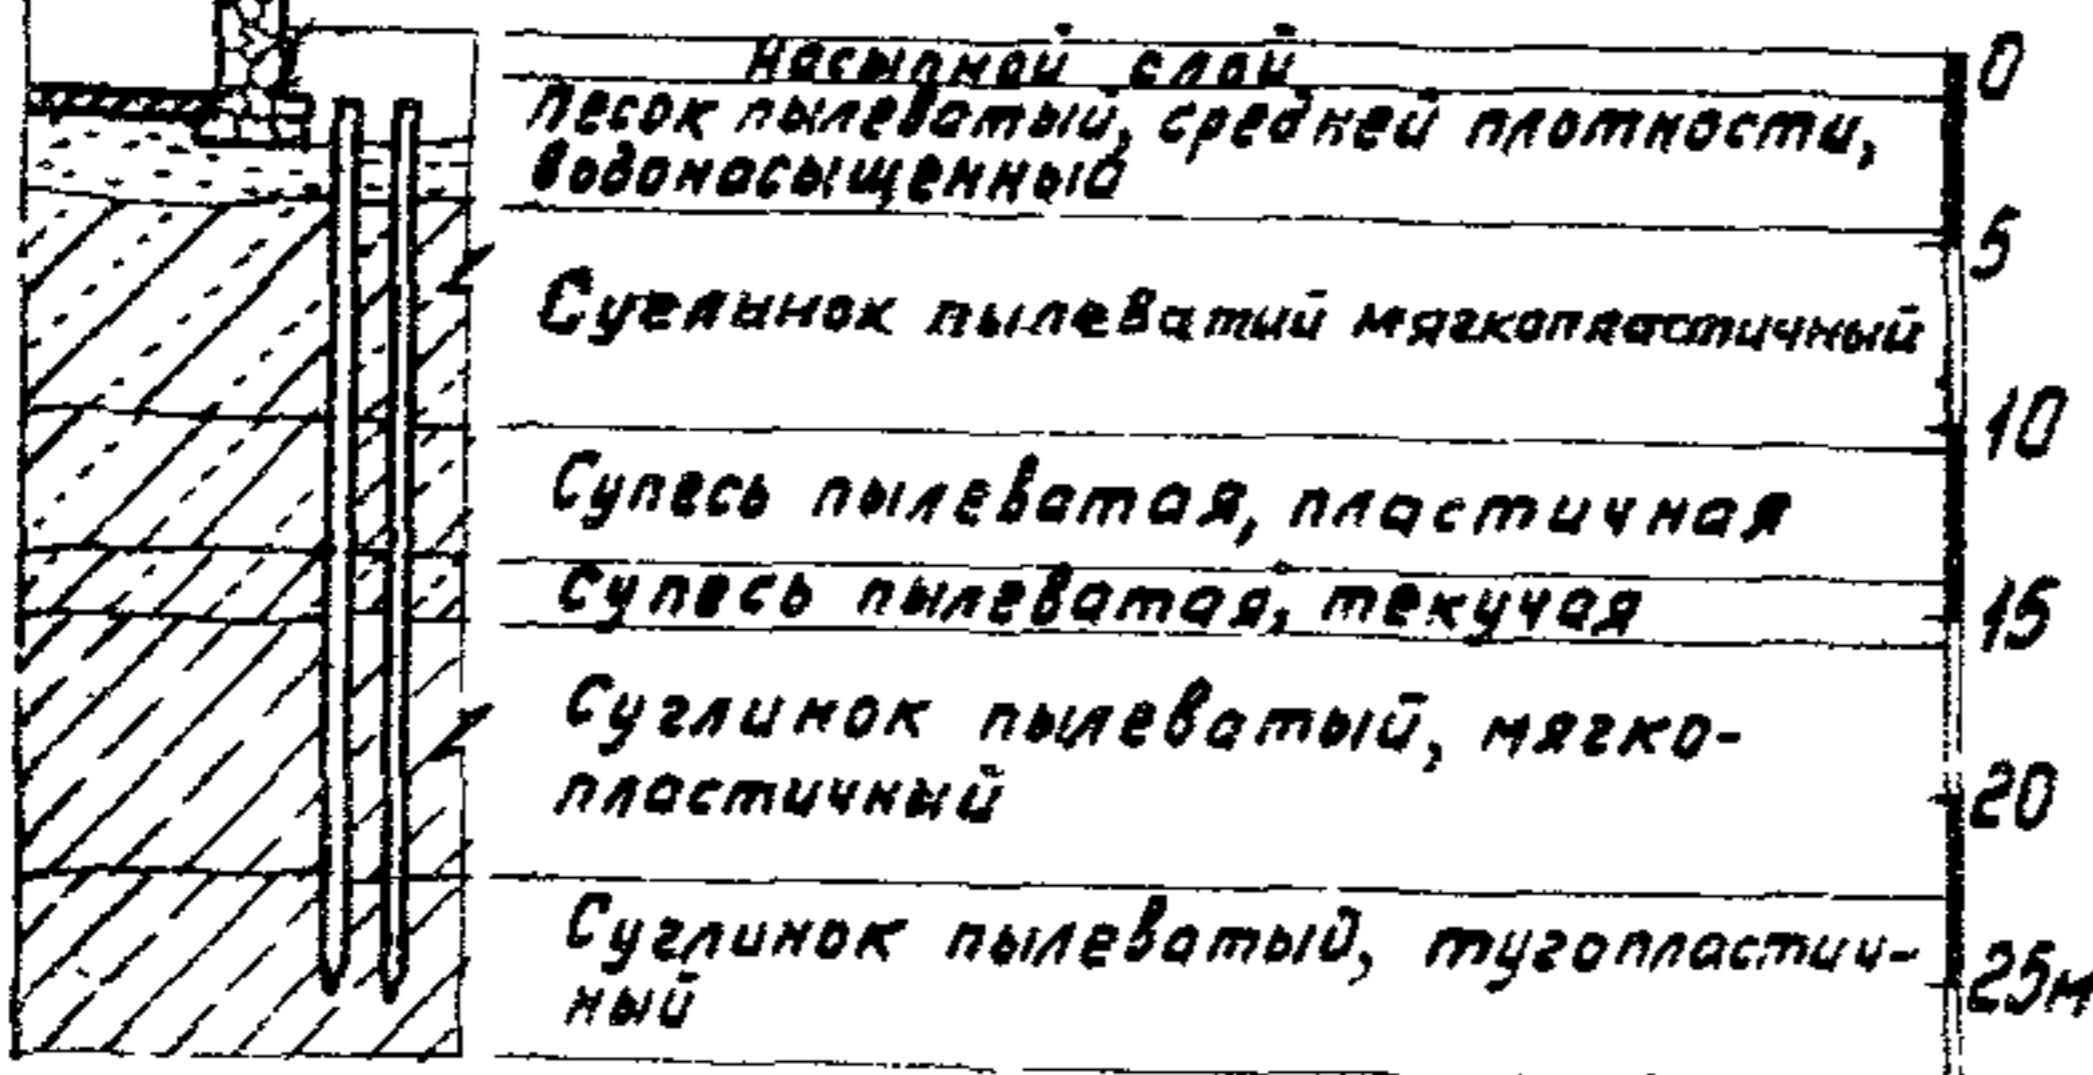 Насыпной слой
0
песок пылеватый, средней плотности,
водонасыщенный
5
Суглинок пылеватый мягкопластичный
10
Супесь пылеватая, пластичная
Супесь пылеватая, текучая
15
Суглинок пылеватый, мягко-
пластичный
20
Суглинок пылеватый, тугопластич-
ный
25м